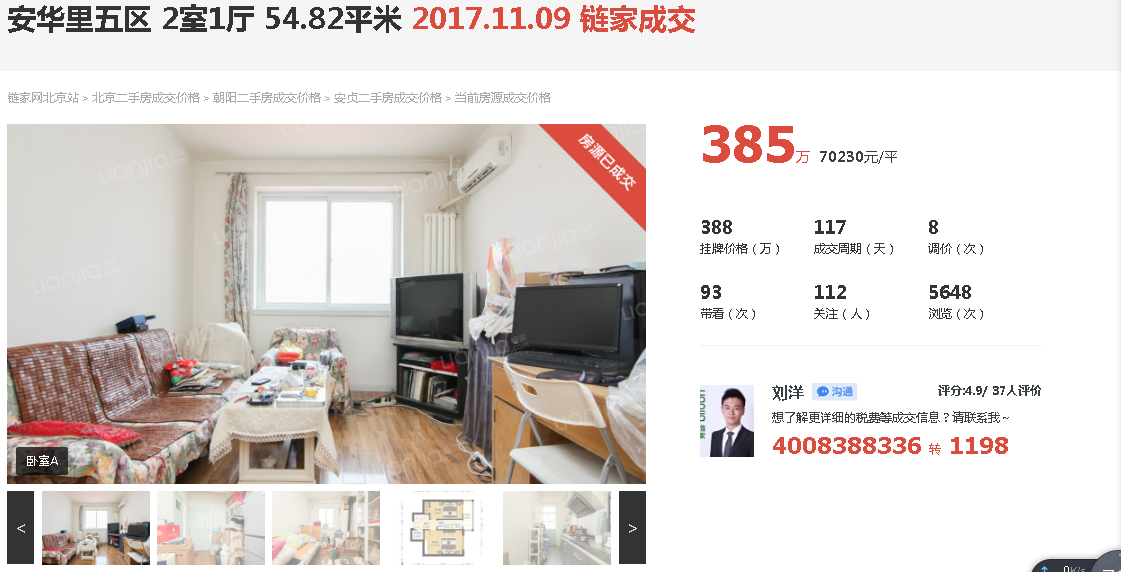 安华里五区 2室1厅 54.82平米 2017.11.09 链家成交
链家网北京站 > 北京二手房成交价格 > 朝阳二手房成交价格 > 安贞二手房成交价格 > 当前房源成交价格
房源已成交
卧室A
<
>
385万 70230元/平
388 117 8
挂牌价格（万） 成交周期（天） 调价（次）
93 112 5648
带看（次） 关注（人） 浏览（次）
刘洋 沟通 评分:4.9/ 37人评价
想了解更详细的税费等成交信息？请联系我~
4008388336 转 1198